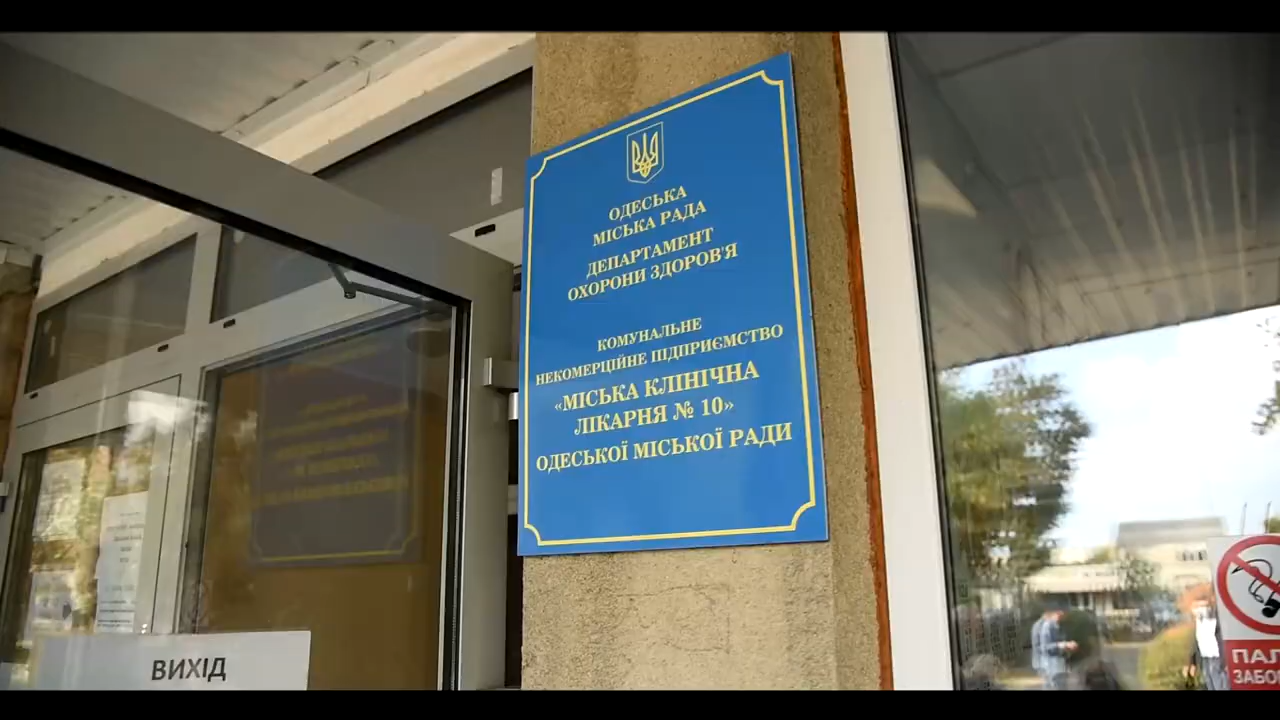 ОДЕСЬКА
МІСЬКА РАДА
ДЕПАРТАМЕНТ
ОХОРОНИ ЗДОРОВ'Я
КОМУНАЛЬНЕ
НЕКОМЕРЦІЙНЕ ПІДПРИЄМСТВО
«МІСЬКА КЛІНІЧНА
ЛІКАРНЯ № 10»
ОДЕСЬКОЇ МІСЬКОЇ РАДИ
ВИХІД